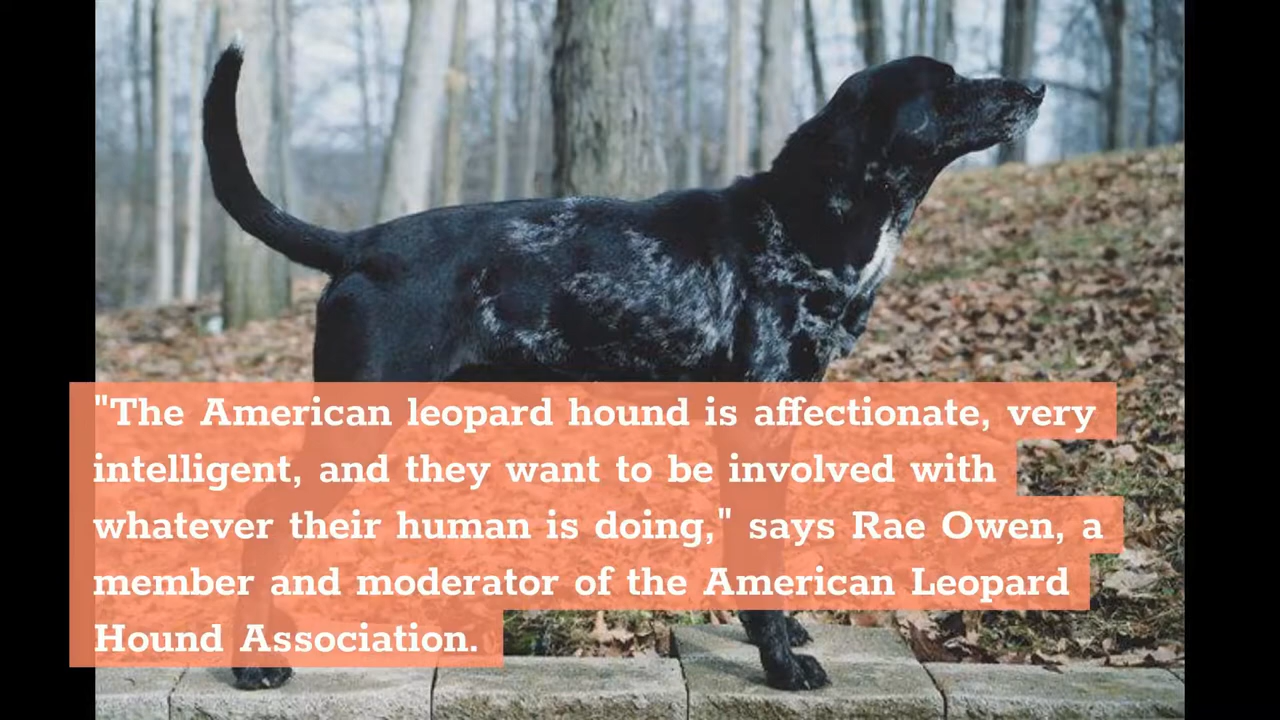 "The American leopard hound is affectionate, very
intelligent, and they want to be involved with
whatever their human is doing," says Rae Owen, a
member and moderator of the American Leopard
Hound Association.